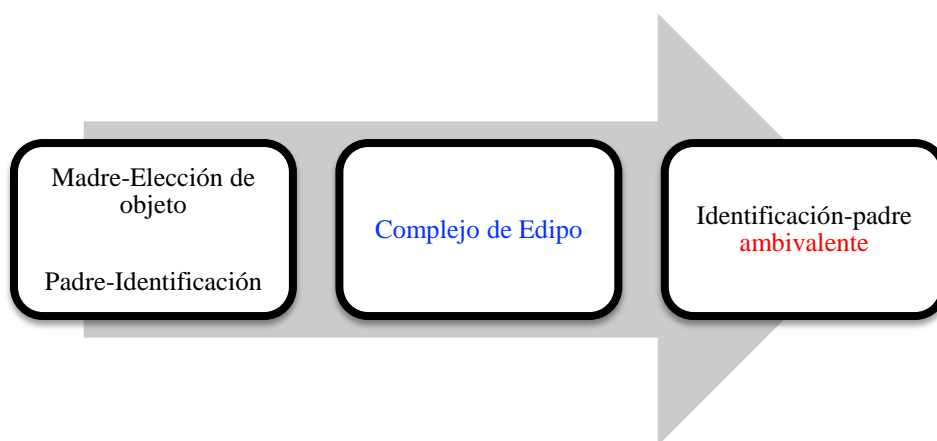 Madre-Elección de
objeto
Padre-Identificación
Complejo de Edipo
Identificación-padre
ambivalente